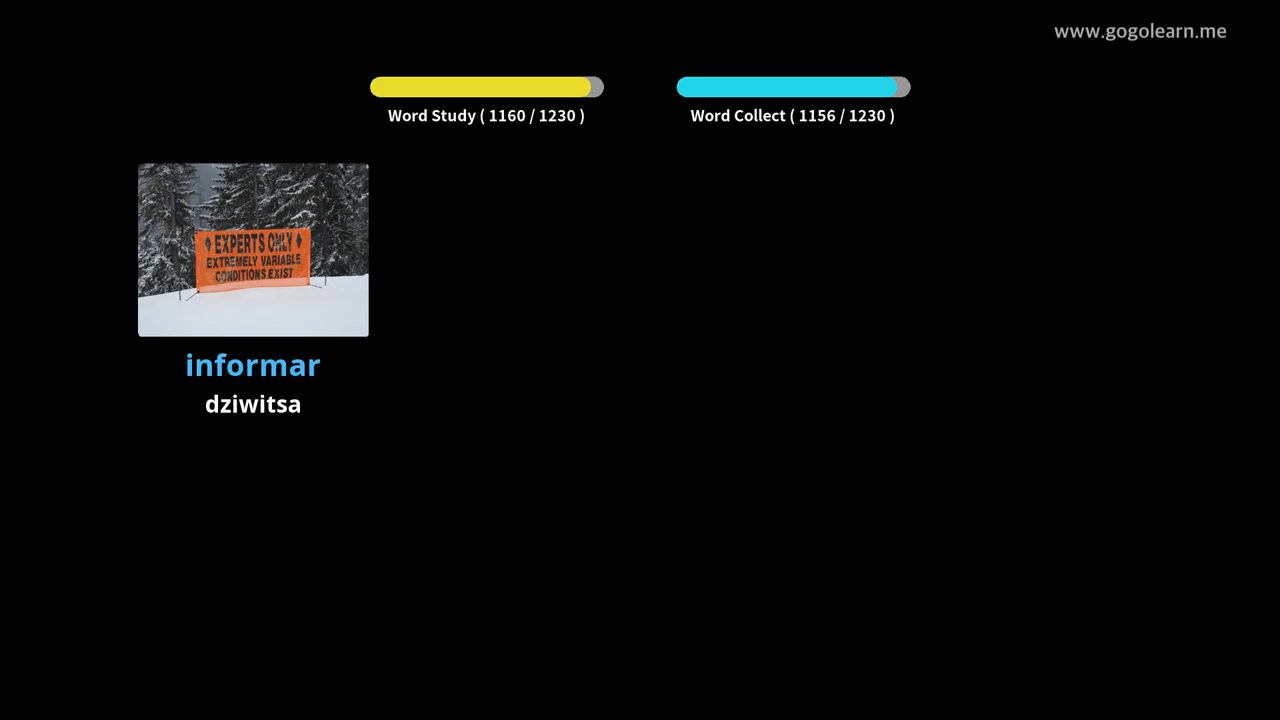 www.gogolearn.me
Word Study ( 1160 / 1230 )
Word Collect ( 1156 / 1230 )
EXPERTS ONLY
EXTREMELY VARIABLE
CONDITIONS EXIST
informar
dziwitsa